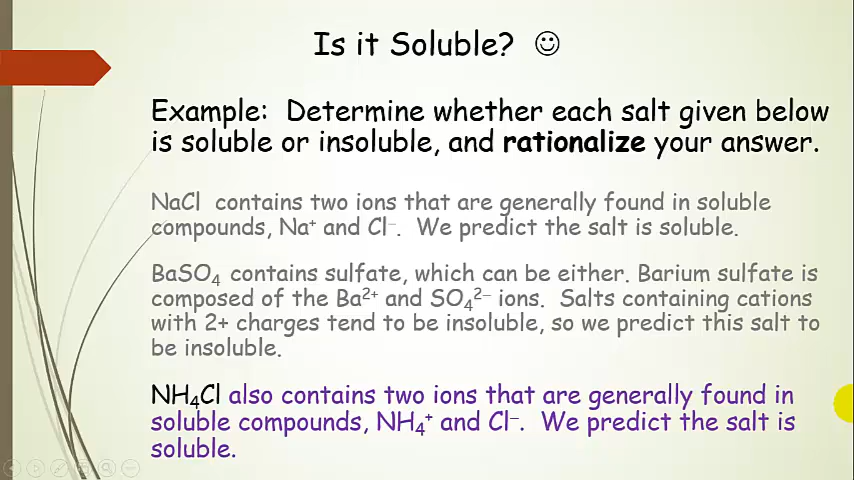 Is it Soluble? ☺
Example: Determine whether each salt given below
is soluble or insoluble, and rationalize your answer.
NaCl contains two ions that are generally found in soluble
compounds, Na⁺ and Cl⁻. We predict the salt is soluble.
BaSO₄ contains sulfate, which can be either. Barium sulfate is
composed of the Ba²⁺ and SO₄²⁻ ions. Salts containing cations
with 2+ charges tend to be insoluble, so we predict this salt to
be insoluble.
NH₄Cl also contains two ions that are generally found in
soluble compounds, NH₄⁺ and Cl⁻. We predict the salt is
soluble.